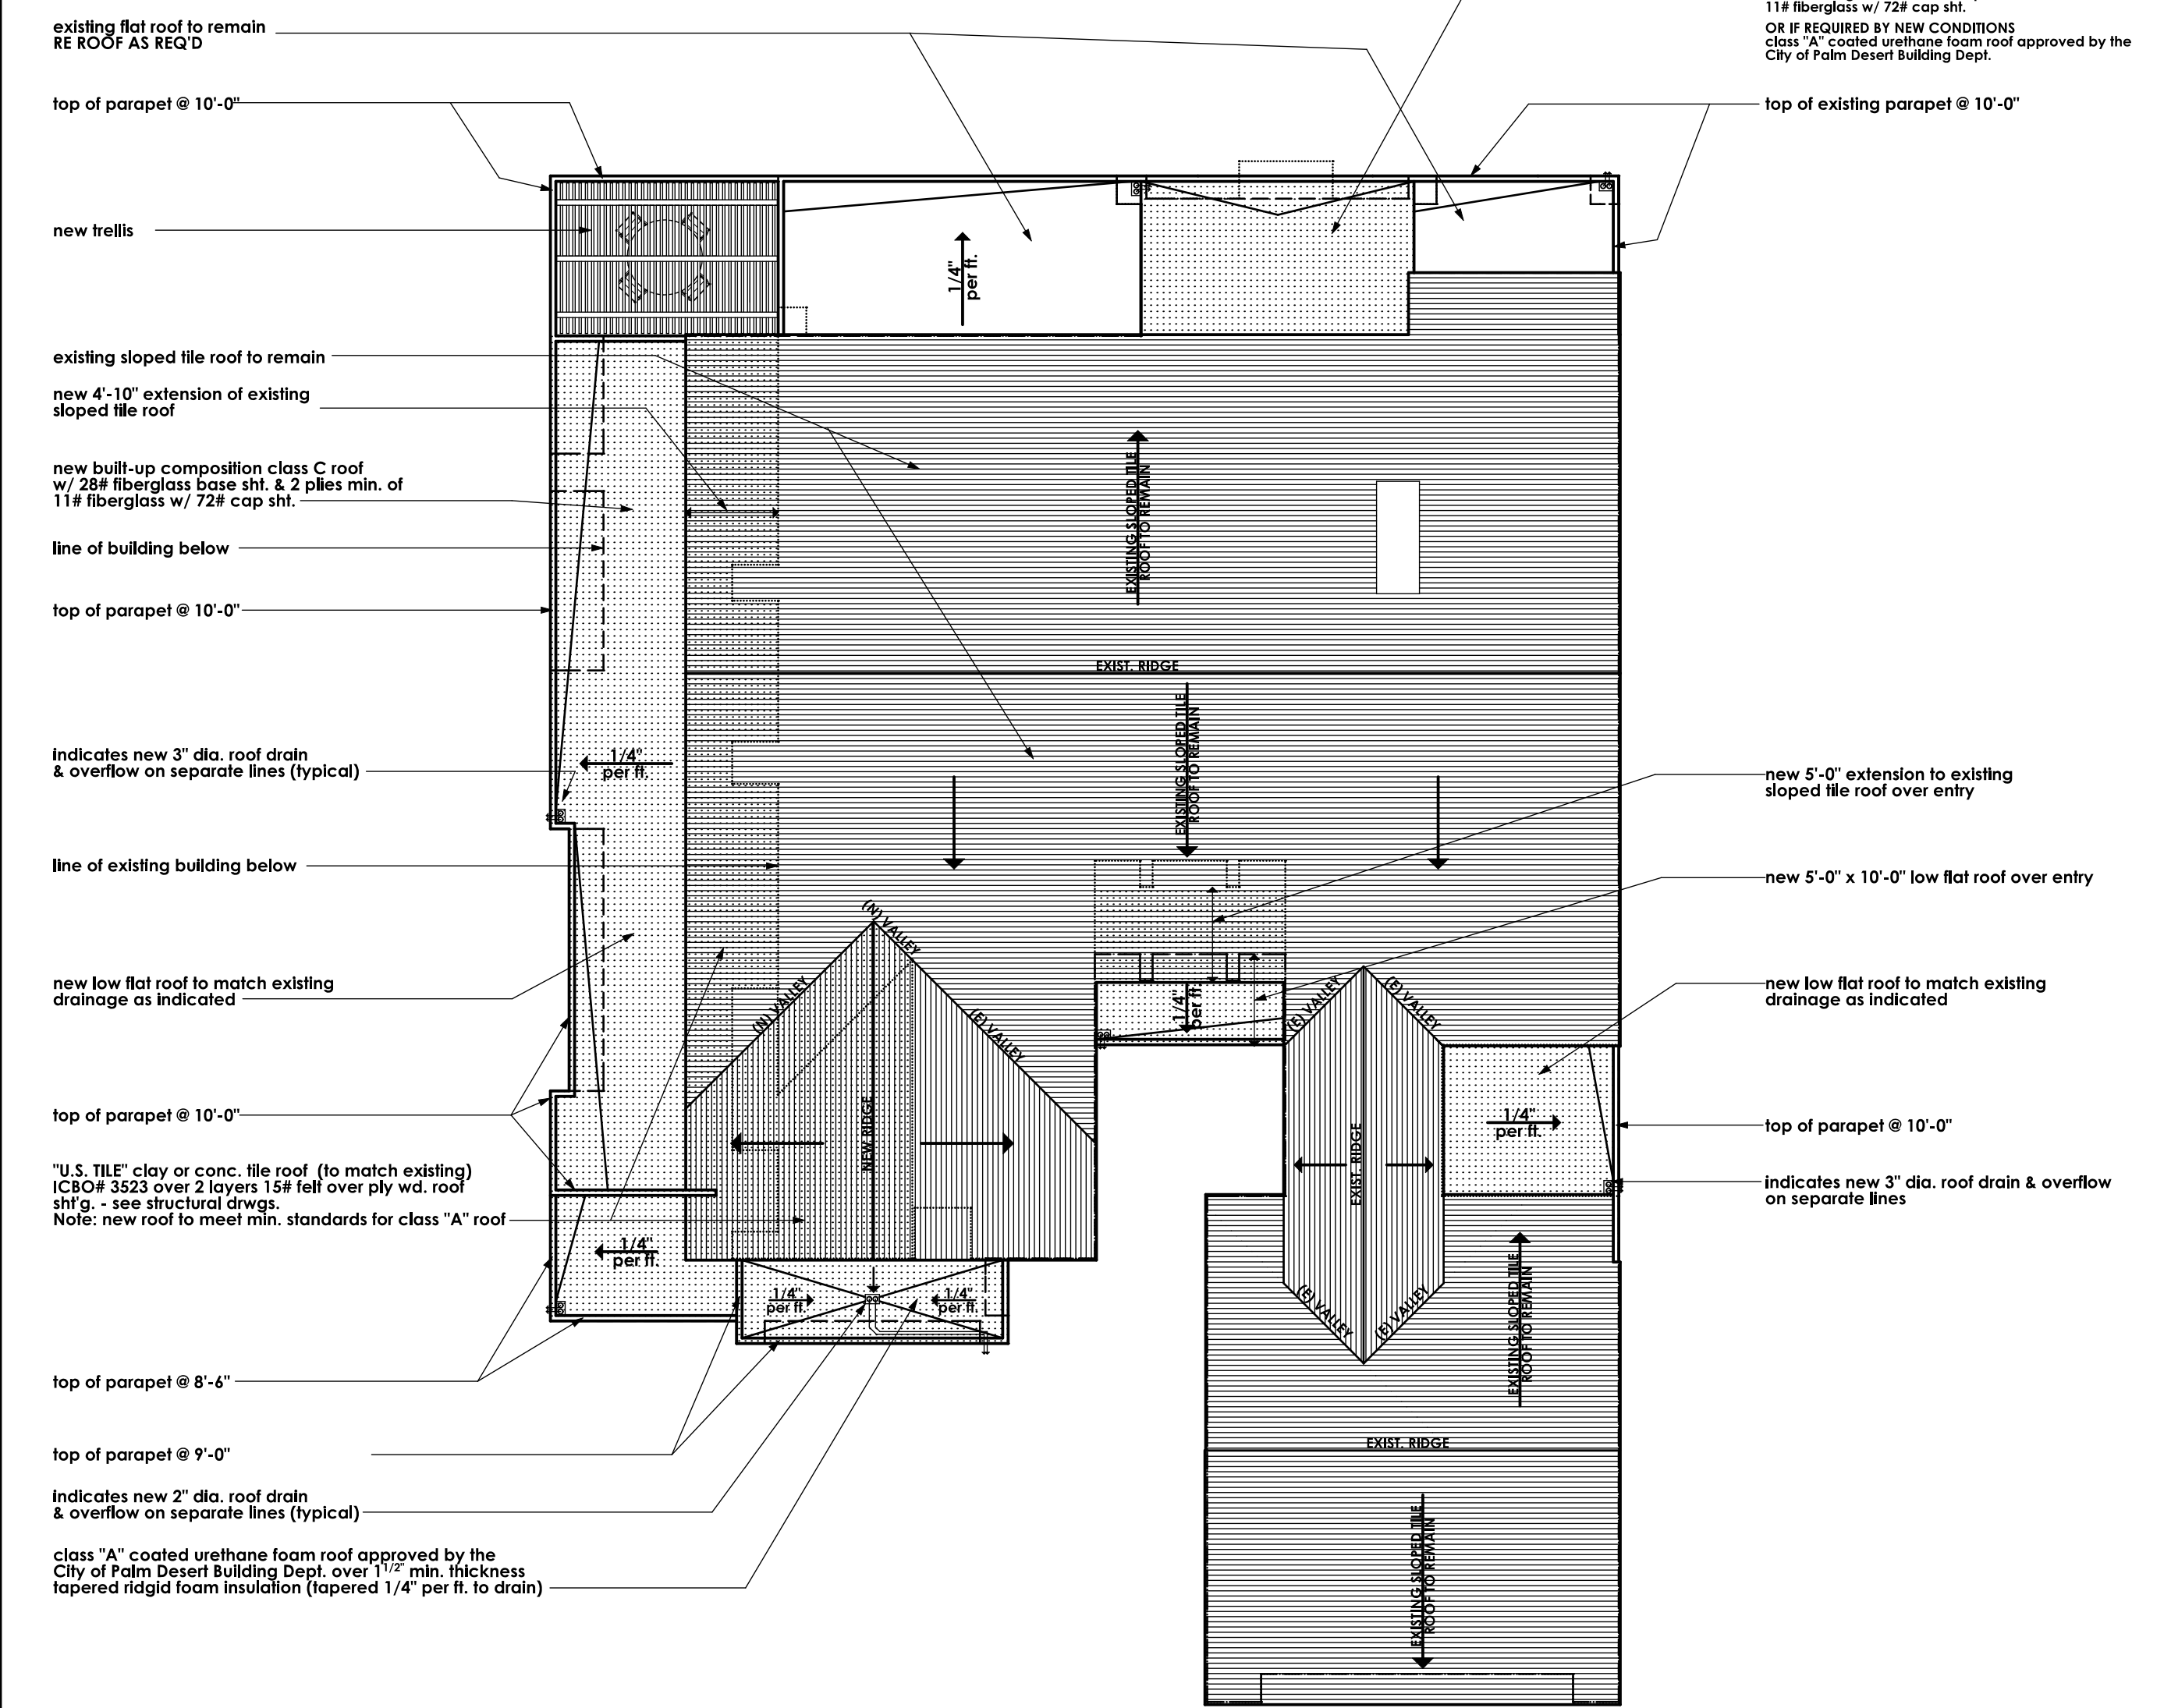 existing flat roof to remain
RE ROOF AS REQ'D
top of parapet @ 10'-0"
new trellis
existing sloped tile roof to remain
new 4'-10" extension of existing
sloped tile roof
new built-up composition class C roof
w/ 28# fiberglass base sht. & 2 plies min. of
11# fiberglass w/ 72# cap sht.
line of building below
top of parapet @ 10'-0"
indicates new 3" dia. roof drain
& overflow on separate lines (typical)
line of existing building below
new low flat roof to match existing
drainage as indicated
top of parapet @ 10'-0"
"U.S. TILE" clay or conc. tile roof (to match existing)
ICBO# 3523 over 2 layers 15# felt over ply wd. roof
sht'g. - see structural drwgs.
Note: new roof to meet min. standards for class "A" roof
top of parapet @ 8'-6"
top of parapet @ 9'-0"
indicates new 2" dia. roof drain
& overflow on separate lines (typical)
class "A" coated urethane foam roof approved by the
City of Palm Desert Building Dept. over 1 1/2" min. thickness
tapered ridgid foam insulation (tapered 1/4" per ft. to drain)
1/4"
per ft.
EXISTING SLOPED TILE
ROOF TO REMAIN
EXIST. RIDGE
EXISTING SLOPED TILE
ROOF TO REMAIN
1/4"
per ft.
(N) VALLEY
(N) VALLEY
(E) VALLEY
NEW RIDGE
1/4"
per ft.
(E) VALLEY
(E) VALLEY
EXIST. RIDGE
1/4"
per ft.
1/4"
per ft.
1/4"
per ft.
1/4"
per ft.
(E) VALLEY
(E) VALLEY
EXISTING SLOPED TILE
ROOF TO REMAIN
EXIST. RIDGE
EXISTING SLOPED TILE
ROOF TO REMAIN
11# fiberglass w/ 72# cap sht.
OR IF REQUIRED BY NEW CONDITIONS
class "A" coated urethane foam roof approved by the
City of Palm Desert Building Dept.
top of existing parapet @ 10'-0"
new 5'-0" extension to existing
sloped tile roof over entry
new 5'-0" x 10'-0" low flat roof over entry
new low flat roof to match existing
drainage as indicated
top of parapet @ 10'-0"
indicates new 3" dia. roof drain & overflow
on separate lines